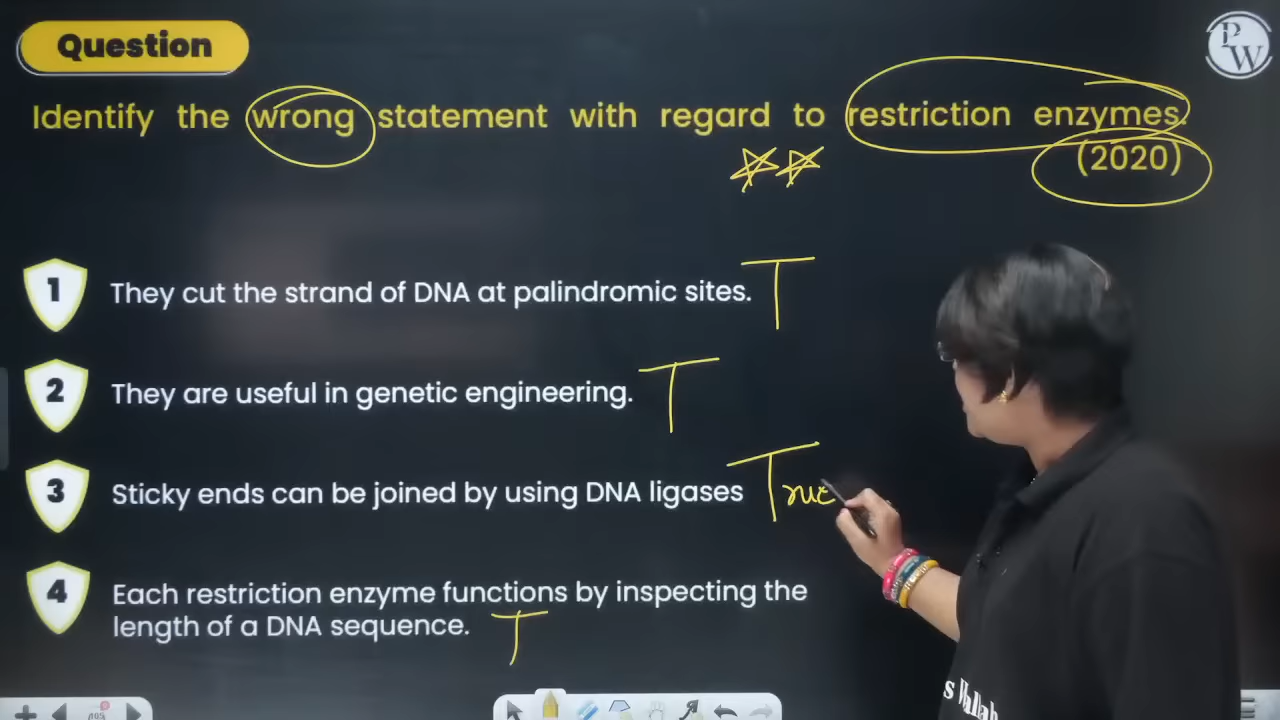 Question
PW
Identify the wrong statement with regard to restriction enzymes.
(2020)
1 They cut the strand of DNA at palindromic sites. T
2 They are useful in genetic engineering. T
3 Sticky ends can be joined by using DNA ligases True
4 Each restriction enzyme functions by inspecting the
length of a DNA sequence. T